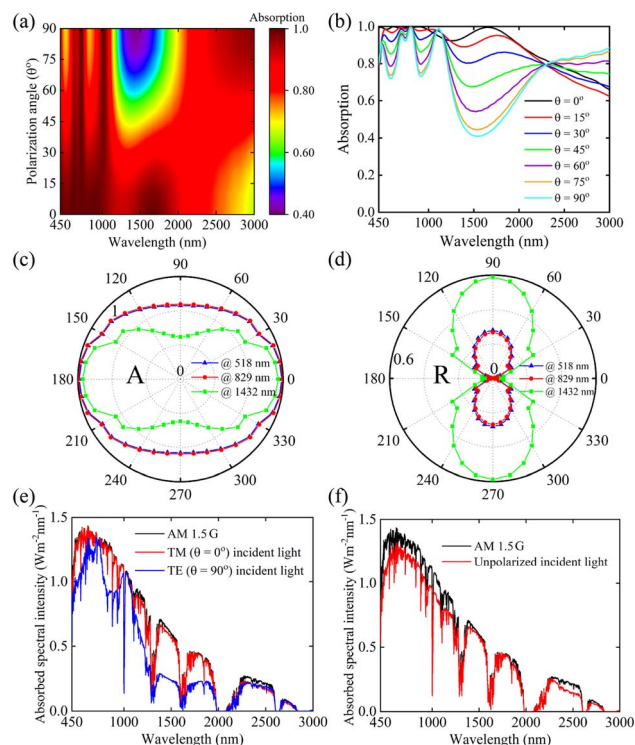 (a)
Absorption
90
75
60
45
30
15
0
Polarization angle (θ°)
450 1000 1500 2000 2500 3000
Wavelength (nm)
1.0
0.80
0.60
0.40
(b)
1.0
0.8
0.6
0.4
0.2
0.0
Absorption
θ = 0°
θ = 15°
θ = 30°
θ = 45°
θ = 60°
θ = 75°
θ = 90°
450 1000 1500 2000 2500 3000
Wavelength (nm)
(c)
90
120 60
150 1 30
180 A 0 0
@ 518 nm
@ 829 nm
@ 1432 nm
210 330
240 300
270
(d)
90
120 60
150 30
0.6
180 R 0 0
@ 518 nm
@ 829 nm
@ 1432 nm
210 330
240 300
270
(e)
1.5
1.0
0.5
0.0
Absorbed spectral intensity (Wm⁻²nm⁻¹)
AM 1.5G
TM (θ = 0°) incident light
TE (θ = 90°) incident light
450 1000 1500 2000 2500 3000
Wavelength (nm)
(f)
1.5
1.0
0.5
0.0
Absorbed spectral intensity (Wm⁻²nm⁻¹)
AM 1.5G
Unpolarized incident light
450 1000 1500 2000 2500 3000
Wavelength (nm)